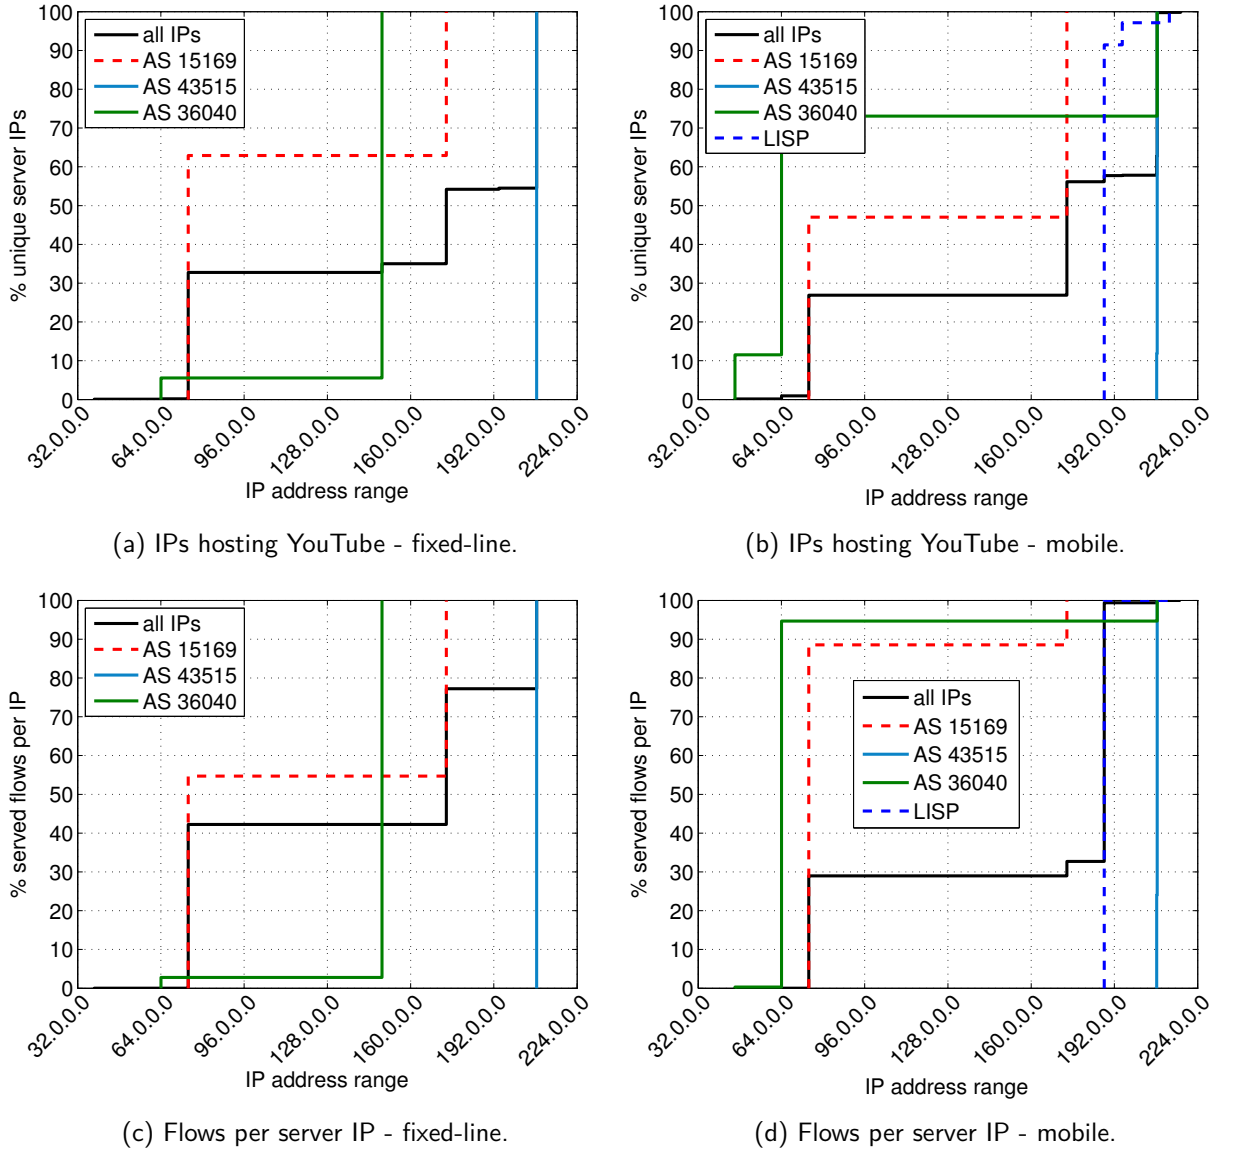 100
90
80
70
60
50
40
30
20
10
0
% unique server IPs
all IPs
AS 15169
AS 43515
AS 36040
32.0.0.0
64.0.0.0
96.0.0.0
128.0.0.0
160.0.0.0
192.0.0.0
224.0.0.0
IP address range
(a) IPs hosting YouTube - fixed-line.
100
90
80
70
60
50
40
30
20
10
0
% unique server IPs
all IPs
AS 15169
AS 43515
AS 36040
LISP
32.0.0.0
64.0.0.0
96.0.0.0
128.0.0.0
160.0.0.0
192.0.0.0
224.0.0.0
IP address range
(b) IPs hosting YouTube - mobile.
100
90
80
70
60
50
40
30
20
10
0
% served flows per IP
all IPs
AS 15169
AS 43515
AS 36040
32.0.0.0
64.0.0.0
96.0.0.0
128.0.0.0
160.0.0.0
192.0.0.0
224.0.0.0
IP address range
(c) Flows per server IP - fixed-line.
100
90
80
70
60
50
40
30
20
10
0
% served flows per IP
all IPs
AS 15169
AS 43515
AS 36040
LISP
32.0.0.0
64.0.0.0
96.0.0.0
128.0.0.0
160.0.0.0
192.0.0.0
224.0.0.0
IP address range
(d) Flows per server IP - mobile.